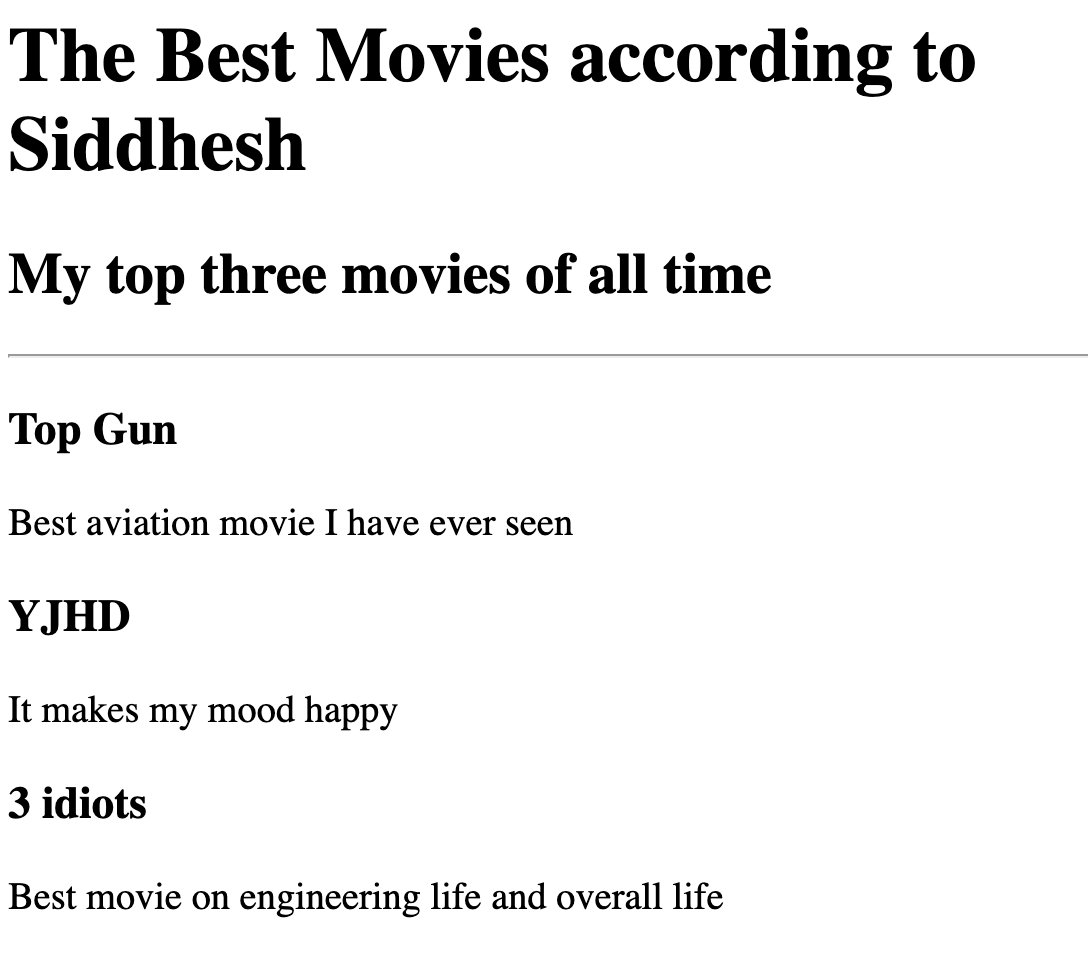 The Best Movies according to
Siddhesh
My top three movies of all time
Top Gun
Best aviation movie I have ever seen
YJHD
It makes my mood happy
3 idiots
Best movie on engineering life and overall life